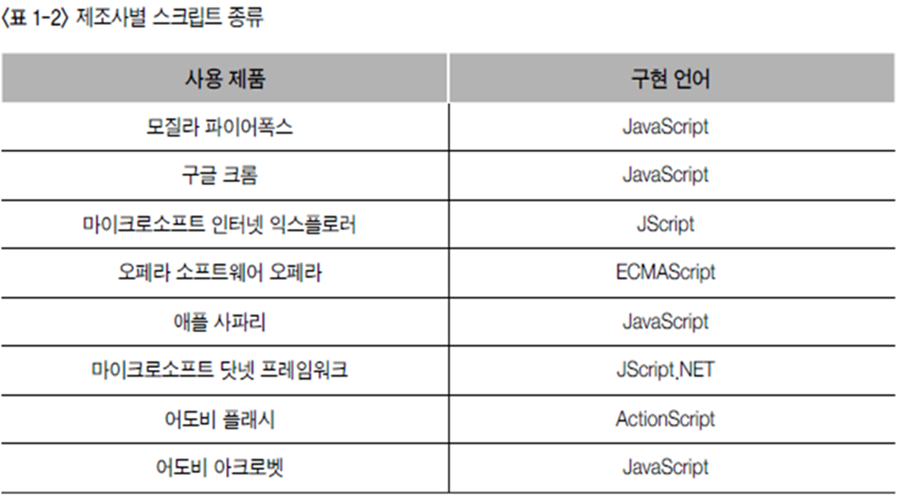 <표 1-2> 제조사별 스크립트 종류
사용 제품 구현 언어
모질라 파이어폭스 JavaScript
구글 크롬 JavaScript
마이크로소프트 인터넷 익스플로러 JScript
오페라 소프트웨어 오페라 ECMAScript
애플 사파리 JavaScript
마이크로소프트 닷넷 프레임워크 JScript.NET
어도비 플래시 ActionScript
어도비 아크로벳 JavaScript